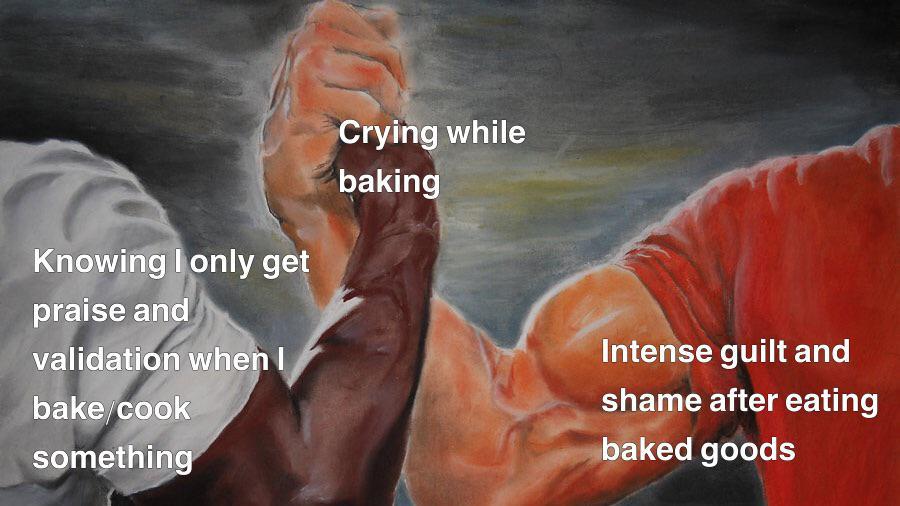 Crying while
baking
Knowing I only get
praise and
validation when I
bake/cook
something
Intense guilt and
shame after eating
baked goods